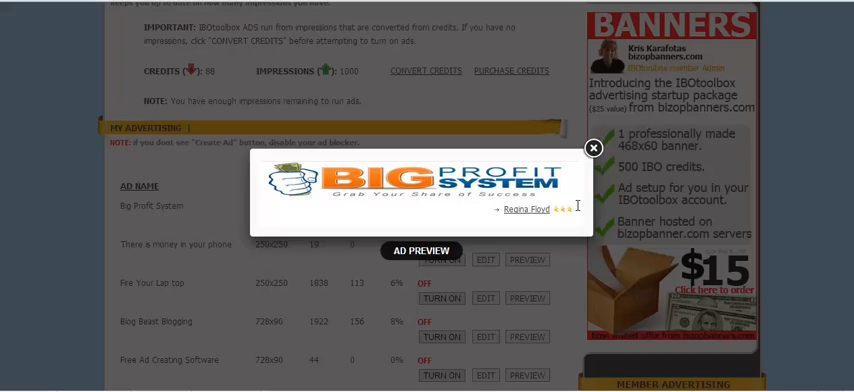 keeps you up to date on how many impressions you have.
IMPORTANT: IBOtoolbox ADS run from impressions that are converted from credits. If you have no
impressions, click "CONVERT CREDITS" before attempting to turn on ads.
CREDITS ( ): 88 IMPRESSIONS ( ): 1000 CONVERT CREDITS PURCHASE CREDITS
NOTE: You have enough impressions remaining to run ads.
MY ADVERTISING |
NOTE: if you dont see "Create Ad" button, disable your ad blocker.
AD NAME
Big Profit System
BIG PROFIT SYSTEM
Grab Your Share of Success
→ Regina Floyd
AD PREVIEW
There is money in your phone 250x250 19 0
TURN ON EDIT PREVIEW
Fire Your Lap top 250x250 1838 113 6% OFF
TURN ON EDIT PREVIEW
Blog Beast Blogging 728x90 1922 156 8% OFF
TURN ON EDIT PREVIEW
Free Ad Creating Software 728x90 44 0 0% OFF
TURN ON EDIT PREVIEW
BANNERS
Kris Karafotas
bizopbanners.com
IBOtoolbox member
Introducing the IBOtoolbox
advertising startup package
($25 value) from bizopbanners.com
1 professionally made
468x60 banner.
500 IBO credits.
Ad setup for you in your
IBOtoolbox account.
Banner hosted on
bizopbanners.com servers
$15
Click here to order
MEMBER ADVERTISING